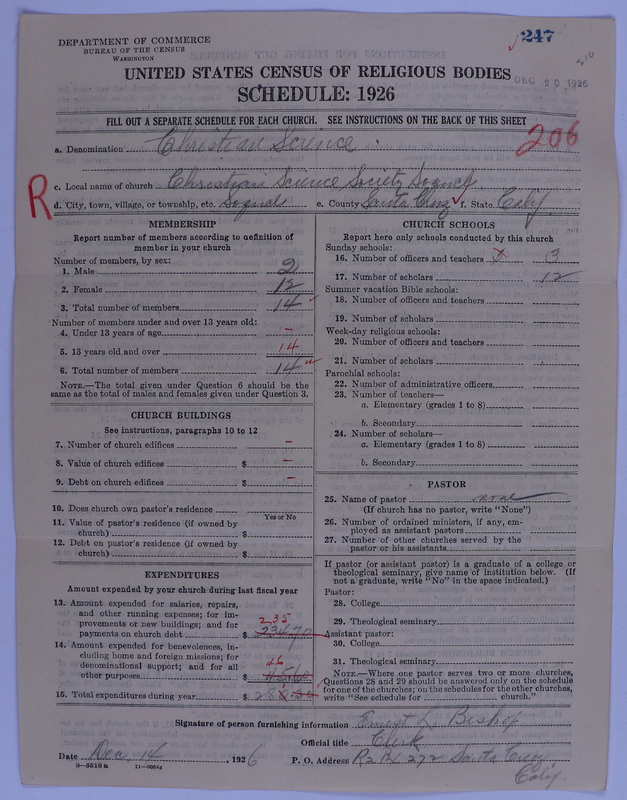 247
DEPARTMENT OF COMMERCE
BUREAU OF THE CENSUS
WASHINGTON
DEC 20 1926
UNITED STATES CENSUS OF RELIGIOUS BODIES
SCHEDULE: 1926
FILL OUT A SEPARATE SCHEDULE FOR EACH CHURCH. SEE INSTRUCTIONS ON THE BACK OF THIS SHEET
206
a. Denomination Christian Science
R
c. Local name of church Christian Science Society Soquel
d. City, town, village, or township, etc. Soquel e. County Santa Cruz f. State Calif
MEMBERSHIP
Report number of members according to definition of
member in your church
Number of members, by sex:
1. Male 2
2. Female 12
3. Total number of members 14
Number of members under and over 13 years old:
4. Under 13 years of age –
5. 13 years old and over 14
6. Total number of members 14
NOTE.—The total given under Question 6 should be the
same as the total of males and females given under Question 3.
CHURCH BUILDINGS
See instructions, paragraphs 10 to 12
7. Number of church edifices –
8. Value of church edifices $ –
9. Debt on church edifices $ –
10. Does church own pastor's residence
Yes or No
11. Value of pastor's residence (if owned by
church) $
12. Debt on pastor's residence (if owned by
church) $
EXPENDITURES
Amount expended by your church during last fiscal year
13. Amount expended for salaries, repairs,
and other running expenses; for im-
provements or new buildings; and for
235
payments on church debt $ 234.70
14. Amount expended for benevolences, in-
cluding home and foreign missions; for
denominational support; and for all
46
other purposes $ 45.60
15. Total expenditures during year $
CHURCH SCHOOLS
Report here only schools conducted by this church
Sunday schools:
16. Number of officers and teachers 3
17. Number of scholars 12
Summer vacation Bible schools:
18. Number of officers and teachers
19. Number of scholars
Week-day religious schools:
20. Number of officers and teachers
21. Number of scholars
Parochial schools:
22. Number of administrative officers
23. Number of teachers—
a. Elementary (grades 1 to 8)
b. Secondary
24. Number of scholars—
a. Elementary (grades 1 to 8)
b. Secondary
PASTOR
25. Name of pastor none
(If church has no pastor, write "None")
26. Number of ordained ministers, if any, em-
ployed as assistant pastors
27. Number of other churches served by the
pastor or his assistants
If pastor (or assistant pastor) is a graduate of a college or
theological seminary, give name of institution below. (If
not a graduate, write "No" in the space indicated.)
Pastor:
28. College
29. Theological seminary
Assistant pastor:
30. College
31. Theological seminary
NOTE.—Where one pastor serves two or more churches,
Questions 28 and 29 should be answered only on the schedule
for one of the churches; on the schedules for the other churches,
write "See schedule for church."
Signature of person furnishing information Ernest L. Bishop
Official title Clerk
Date Dec. 14, 1926 P. O. Address R2 Bx 272 Santa Cruz
Calif.
8—5518 a